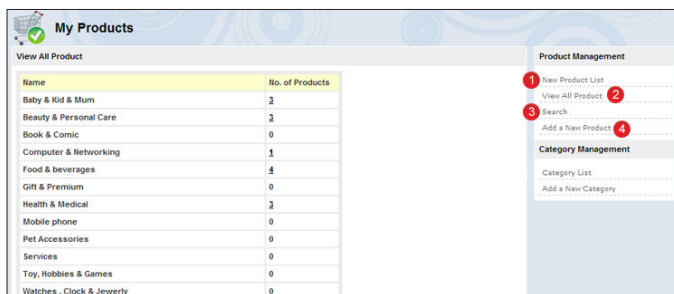 My Products
View All Product
Name No. of Products
Baby & Kid & Mum 3
Beauty & Personal Care 3
Book & Comic 0
Computer & Networking 1
Food & beverages 4
Gift & Premium 0
Health & Medical 3
Mobile phone 0
Pet Accessories 0
Services 0
Toy, Hobbies & Games 0
Watches , Clock & Jewerly 0
Product Management
1 New Product List
View All Product 2
3 Search
Add a New Product 4
Category Management
Category List
Add a New Category